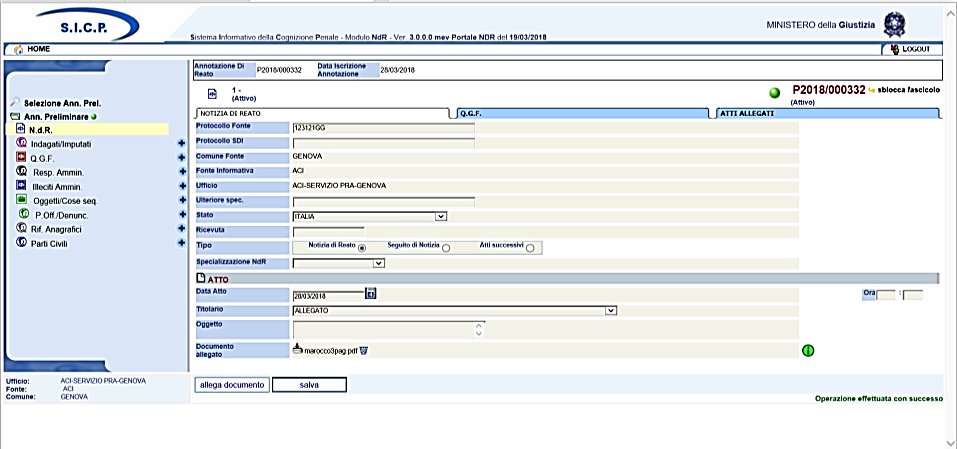 S.I.C.P.
MINISTERO della Giustizia
Sistema Informativo della Cognizione Penale - Modulo NdR - Ver. 3.0.0.0 mev Portale NDR del 19/03/2018
HOME
LOGOUT
Annotazione Di Reato P2018/000332 Data Iscrizione Annotazione 28/03/2018
1 - (Attivo)
P2018/000332 sblocca fascicolo
(Attivo)
Selezione Ann. Prel.
Ann. Preliminare
N.d.R.
Indagati/Imputati
Q.G.F.
Resp. Ammin.
Illeciti Ammin.
Oggetti/Cose seq.
P.Off./Denunc.
Rif. Anagrafici
Parti Civili
NOTIZIA DI REATO Q.G.F. ATTI ALLEGATI
Protocollo Fonte 123121GG
Protocollo SDI
Comune Fonte GENOVA
Fonte Informativa ACI
Ufficio ACI-SERVIZIO PRA-GENOVA
Ulteriore spec.
Stato ITALIA
Ricevuta
Tipo Notizia di Reato Seguito di Notizia Atti successivi
Specializzazione NdR
ATTO
Data Atto 28/03/2018 Ora :
Titolario ALLEGATO
Oggetto
Documento allegato marocco3pag.pdf
Ufficio: ACI-SERVIZIO PRA-GENOVA
Fonte: ACI
Comune: GENOVA
allega documento salva
Operazione effettuata con successo